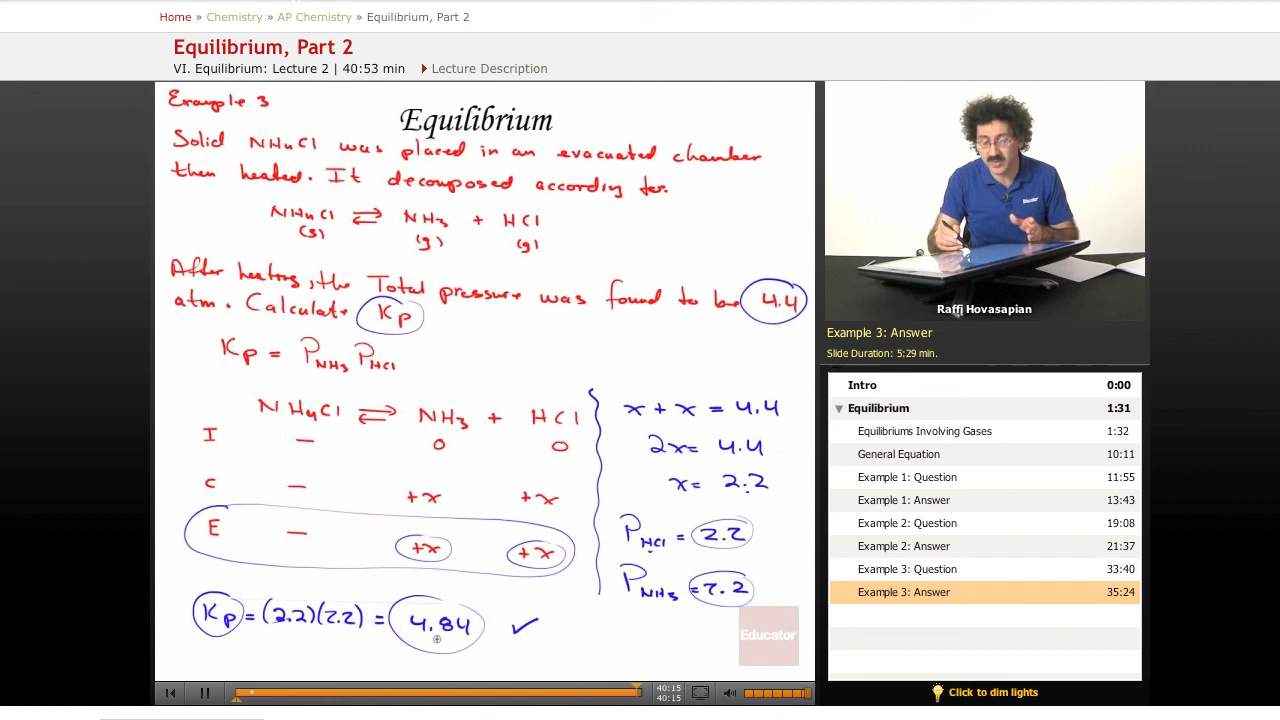 Home » Chemistry » AP Chemistry » Equilibrium, Part 2
Equilibrium, Part 2
VI. Equilibrium: Lecture 2 | 40:53 min Lecture Description
Example 3
Equilibrium
Solid NH4Cl was placed in an evacuated chamber
then heated. It decomposed according to:
NH4Cl ⇌ NH3 + HCl
(s) (g) (g)
After heating, the Total pressure was found to be 4.4
atm. Calculate Kp
Kp = PNH3 PHCl
NH4Cl ⇌ NH3 + HCl
I — 0 0
C — +x +x
E — +x +x
x + x = 4.4
2x = 4.4
x = 2.2
PHCl = 2.2
PNH3 = 2.2
Kp = (2.2)(2.2) = 4.84 ✓
Educator
40:15
40:15
Educator
Raffi Hovasapian
Example 3: Answer
Slide Duration: 5:29 min.
Intro 0:00
Equilibrium 1:31
Equilibriums Involving Gases 1:32
General Equation 10:11
Example 1: Question 11:55
Example 1: Answer 13:43
Example 2: Question 19:08
Example 2: Answer 21:37
Example 3: Question 33:40
Example 3: Answer 35:24
Click to dim lights